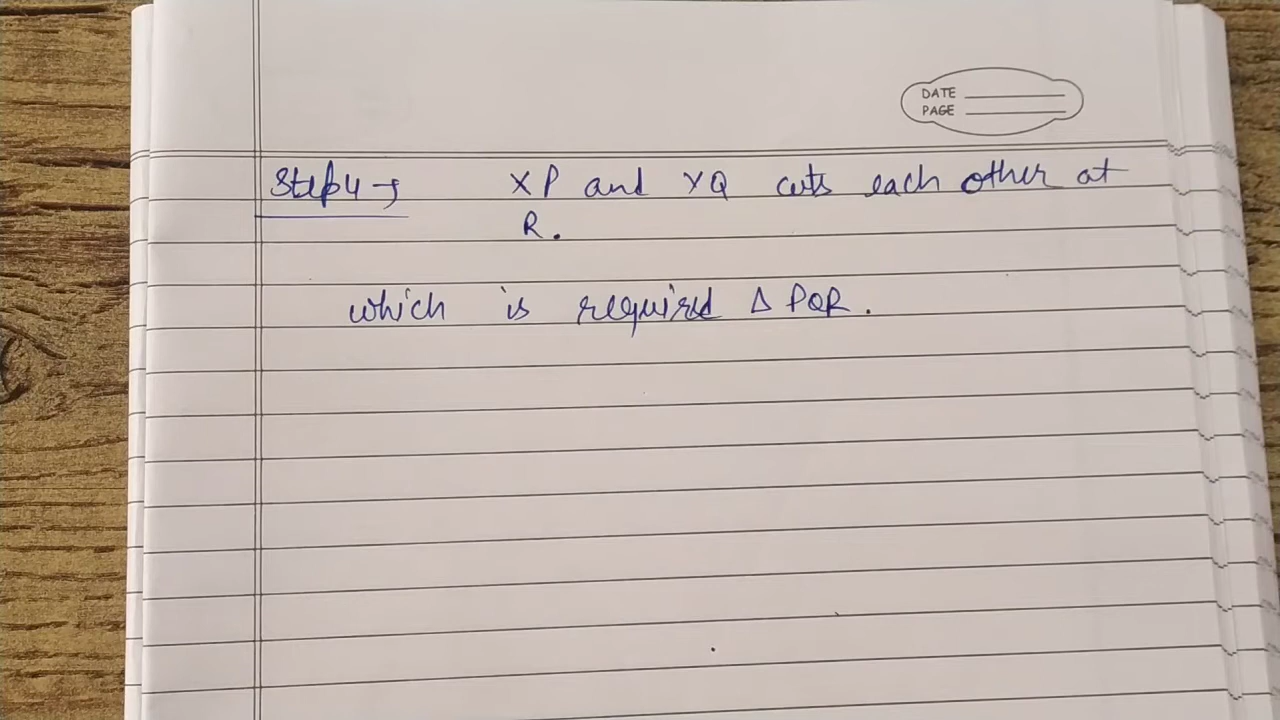 DATE
PAGE
Step4 → XP and YQ cuts each other at
R.
which is required Δ PQR.